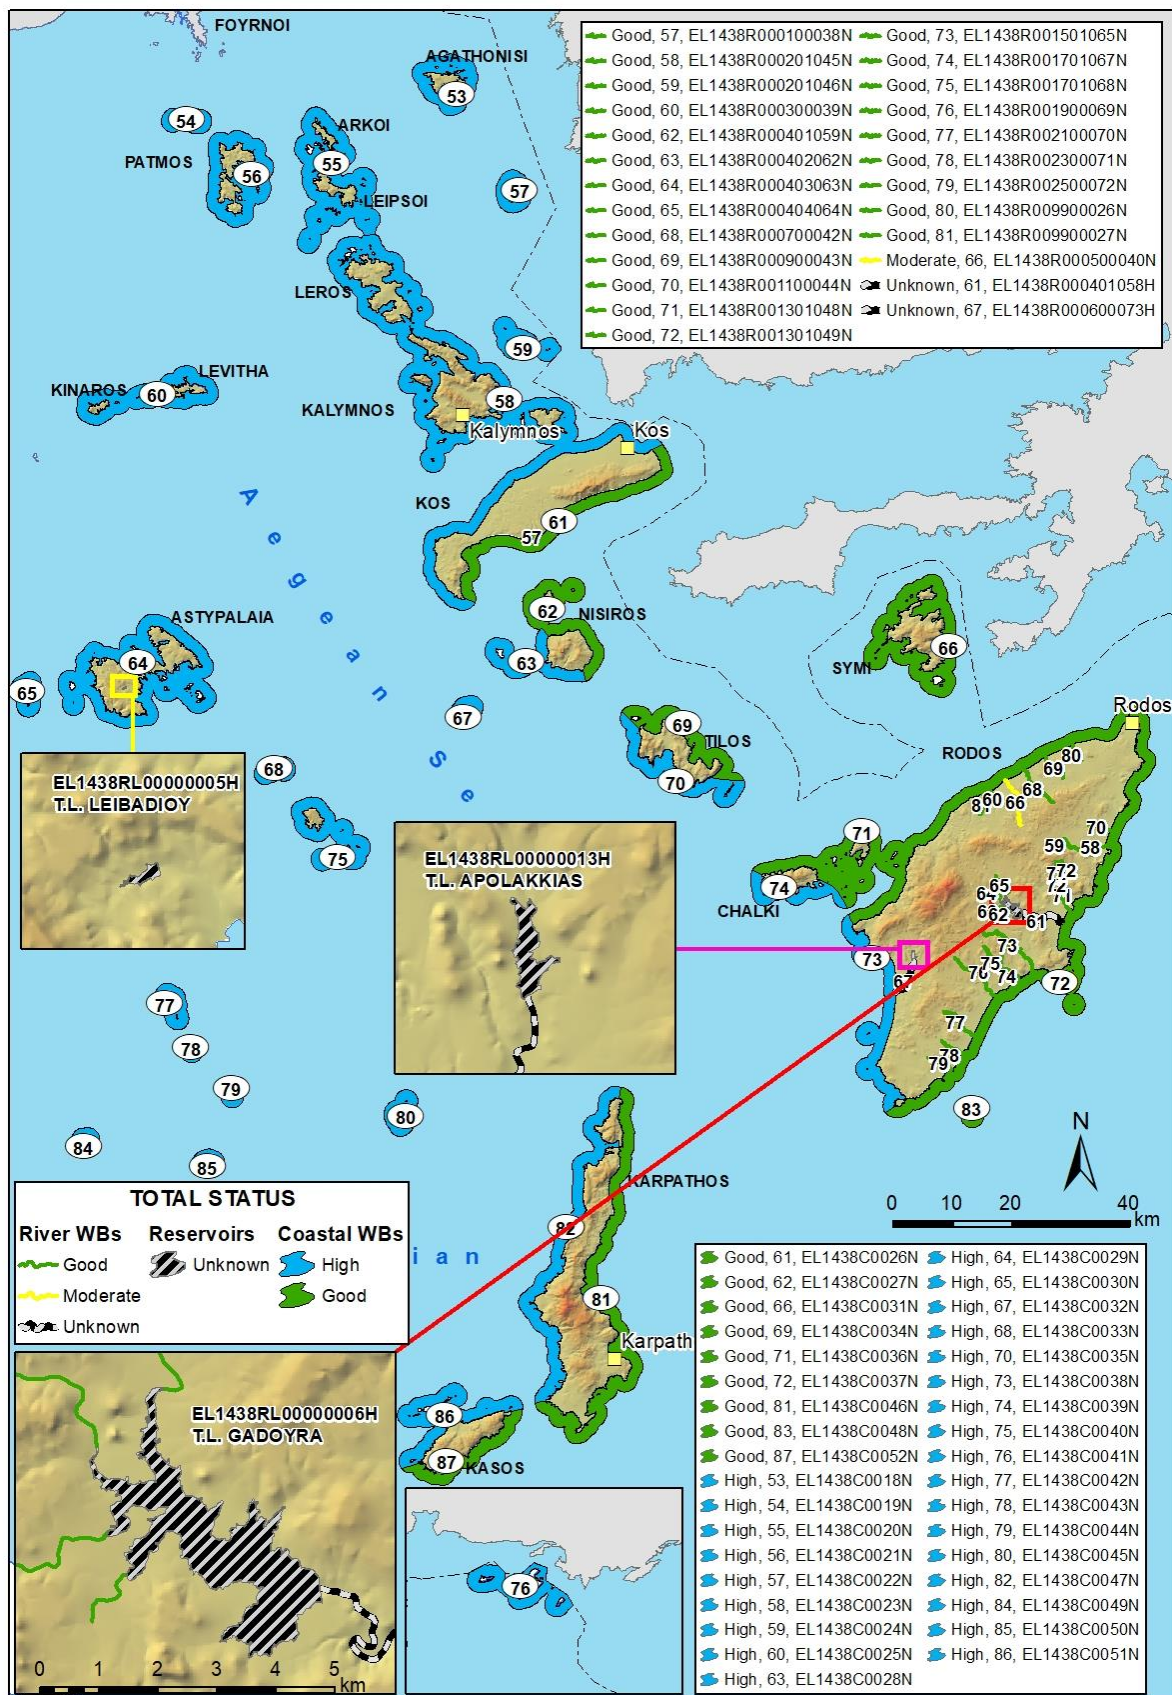 FOYRNOI
AGATHONISI
53
54
ARKOI
PATMOS
55
56
57
LEIPSOI
LEROS
59
LEVITHA
KINAROS
60
58
KALYMNOS
Kalymnos
Kós
KOS
61
57
Aegean Se
ian
ASTYPALAIA
62
NISIROS
64
63
SYMI
66
65
67
69
TILOS
70
68
75
RODOS
Rodos
80
69
68
60
66
70
59
58
71
74
CHALKI
65
64
62
61
72
71
73
75
76
74
72
73
67
77
78
79
83
Good, 57, EL1438R000100038N
Good, 58, EL1438R000201045N
Good, 59, EL1438R000201046N
Good, 60, EL1438R000300039N
Good, 62, EL1438R000401059N
Good, 63, EL1438R000402062N
Good, 64, EL1438R000403063N
Good, 65, EL1438R000404064N
Good, 68, EL1438R000700042N
Good, 69, EL1438R000900043N
Good, 70, EL1438R001100044N
Good, 71, EL1438R001301048N
Good, 72, EL1438R001301049N
Good, 73, EL1438R001501065N
Good, 74, EL1438R001701067N
Good, 75, EL1438R001701068N
Good, 76, EL1438R001900069N
Good, 77, EL1438R002100070N
Good, 78, EL1438R002300071N
Good, 79, EL1438R002500072N
Good, 80, EL1438R009900026N
Good, 81, EL1438R009900027N
Moderate, 66, EL1438R000500040N
Unknown, 61, EL1438R000401058H
Unknown, 67, EL1438R000600073H
EL1438RL00000005H
T.L. LEIBADIOY
EL1438RL00000013H
T.L. APOLAKKIAS
77
78
79
80
84
85
KARPATHOS
82
81
Karpath
86
87
KASOS
N
0 10 20 40
km
TOTAL STATUS
River WBs
Good
Moderate
Unknown
Reservoirs
Unknown
Coastal WBs
High
Good
EL1438RL00000006H
T.L. GADOYRA
0 1 2 3 4 5
km
76
Good, 61, EL1438C0026N
Good, 62, EL1438C0027N
Good, 66, EL1438C0031N
Good, 69, EL1438C0034N
Good, 71, EL1438C0036N
Good, 72, EL1438C0037N
Good, 81, EL1438C0046N
Good, 83, EL1438C0048N
Good, 87, EL1438C0052N
High, 53, EL1438C0018N
High, 54, EL1438C0019N
High, 55, EL1438C0020N
High, 56, EL1438C0021N
High, 57, EL1438C0022N
High, 58, EL1438C0023N
High, 59, EL1438C0024N
High, 60, EL1438C0025N
High, 63, EL1438C0028N
High, 64, EL1438C0029N
High, 65, EL1438C0030N
High, 67, EL1438C0032N
High, 68, EL1438C0033N
High, 70, EL1438C0035N
High, 73, EL1438C0038N
High, 74, EL1438C0039N
High, 75, EL1438C0040N
High, 76, EL1438C0041N
High, 77, EL1438C0042N
High, 78, EL1438C0043N
High, 79, EL1438C0044N
High, 80, EL1438C0045N
High, 82, EL1438C0047N
High, 84, EL1438C0049N
High, 85, EL1438C0050N
High, 86, EL1438C0051N